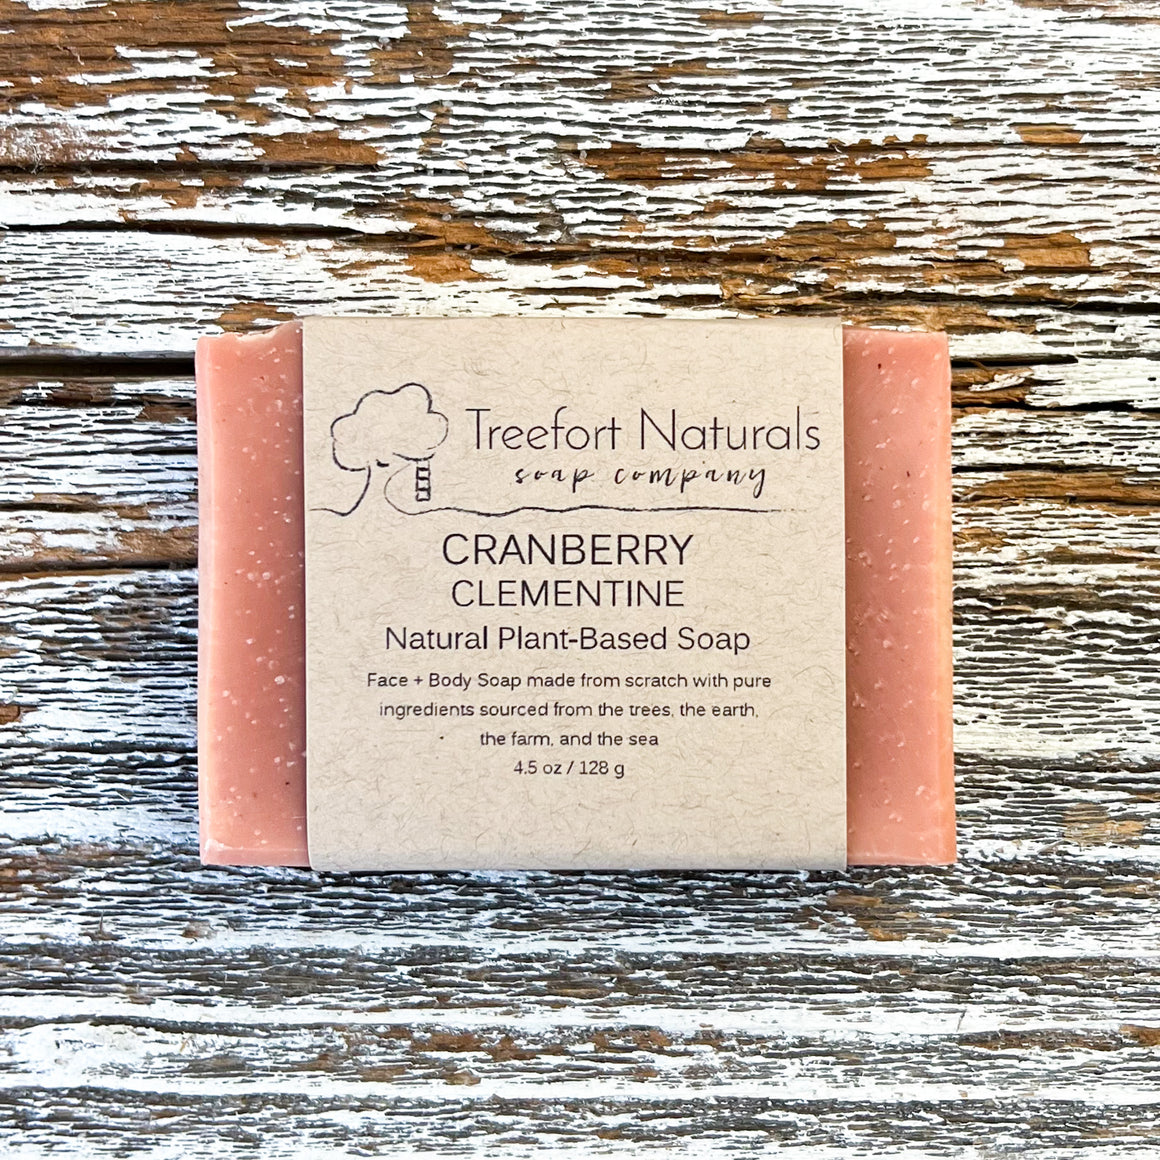 Treefort Naturals
soap company
CRANBERRY
CLEMENTINE
Natural Plant-Based Soap
Face + Body Soap made from scratch with pure
ingredients sourced from the trees, the earth,
the farm, and the sea
4.5 oz / 128 g